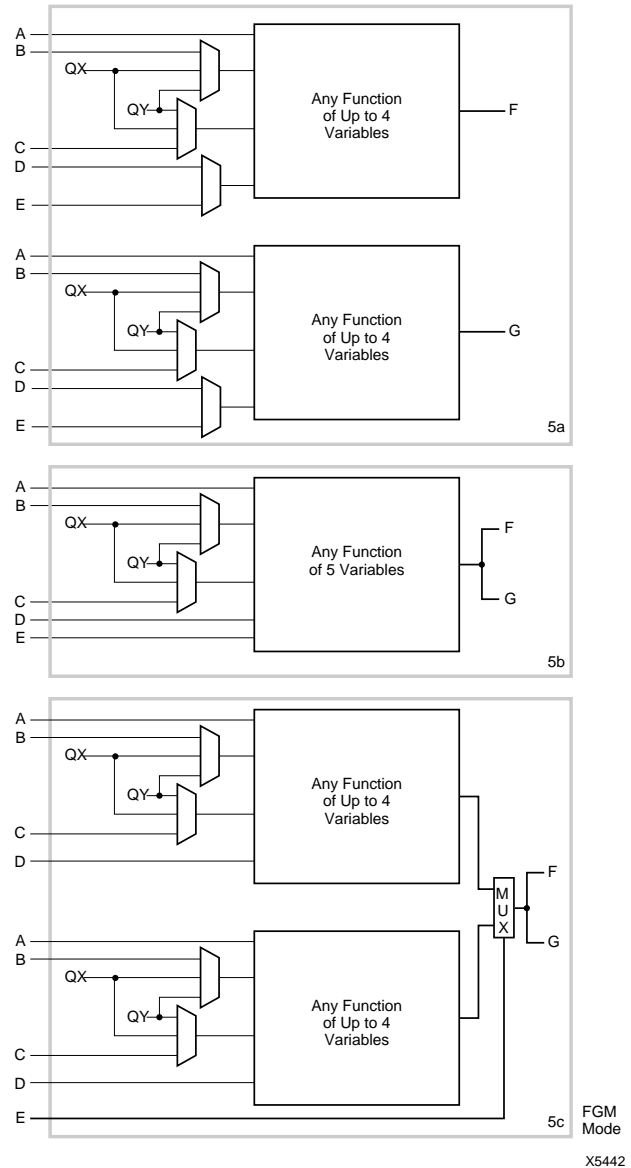 A
B
QX
QY
C
D
E
Any Function
of Up to 4
Variables
F
A
B
QX
QY
C
D
E
Any Function
of Up to 4
Variables
G
5a
A
B
QX
QY
C
D
E
Any Function
of 5 Variables
F
G
5b
A
B
QX
QY
C
D
Any Function
of Up to 4
Variables
A
B
QX
QY
C
D
E
Any Function
of Up to 4
Variables
M
U
X
F
G
5c
FGM
Mode
X5442